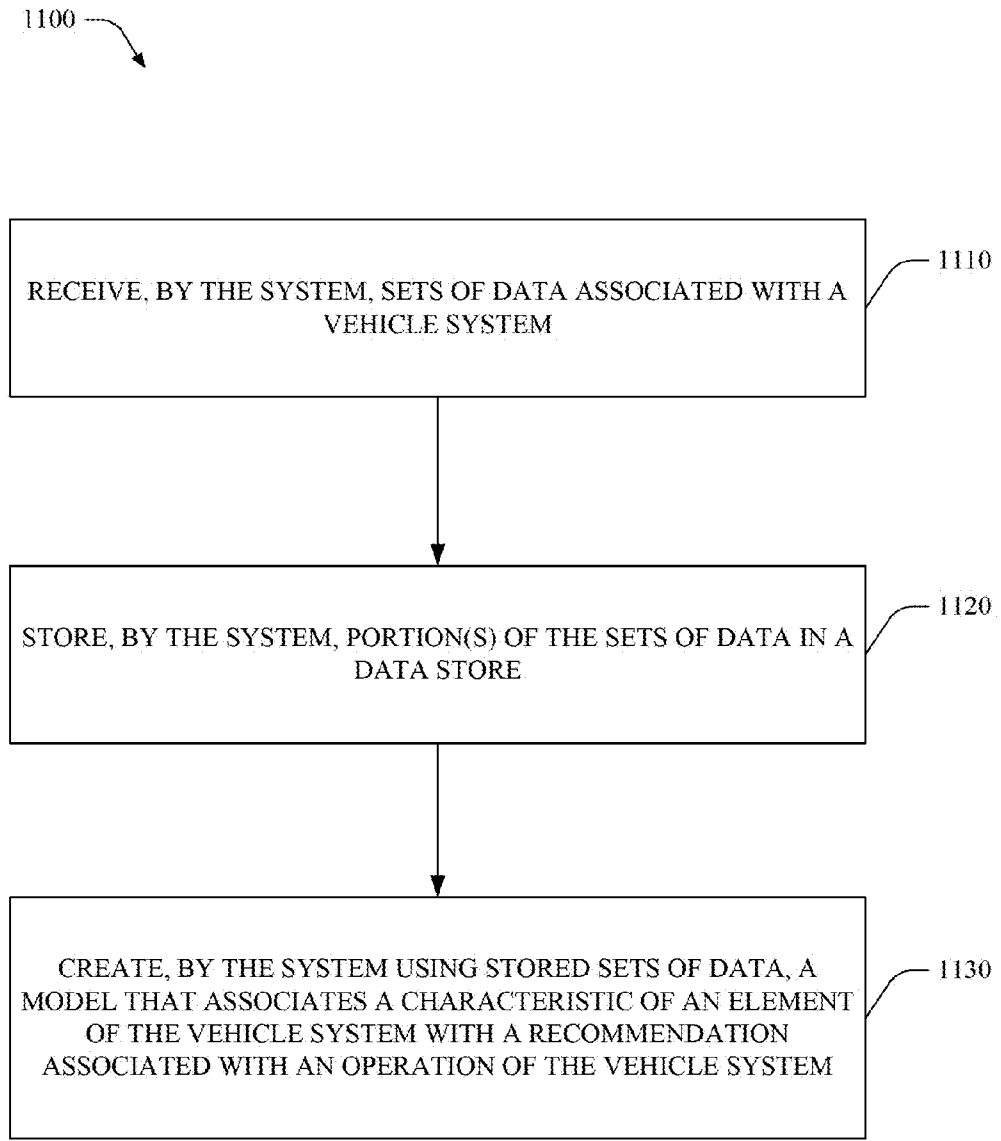 1100
RECEIVE, BY THE SYSTEM, SETS OF DATA ASSOCIATED WITH A
VEHICLE SYSTEM
1110
STORE, BY THE SYSTEM, PORTION(S) OF THE SETS OF DATA IN A
DATA STORE
1120
CREATE, BY THE SYSTEM USING STORED SETS OF DATA, A
MODEL THAT ASSOCIATES A CHARACTERISTIC OF AN ELEMENT
OF THE VEHICLE SYSTEM WITH A RECOMMENDATION
ASSOCIATED WITH AN OPERATION OF THE VEHICLE SYSTEM
1130